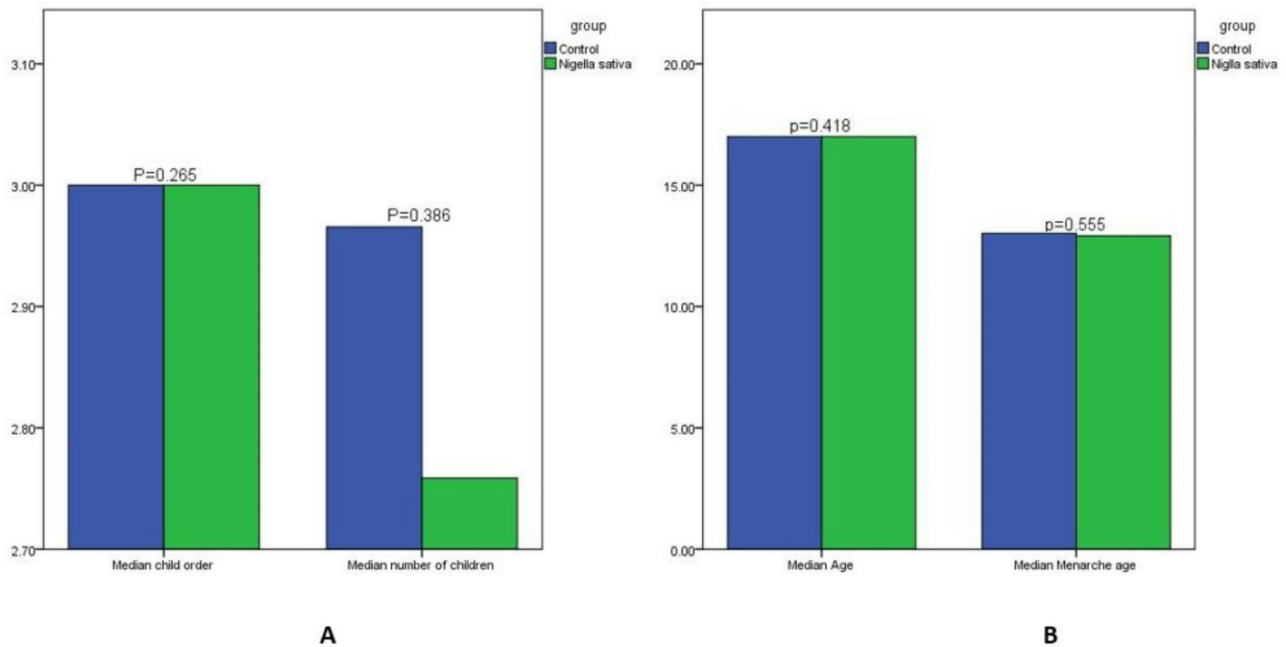 group
Control
Nigella sativa
3.10
3.00
2.90
2.80
2.70
P=0.265
P=0.386
Median child order
Median number of children
A
group
Control
Niglla sativa
20.00
15.00
10.00
5.00
0.00
p=0.418
p=0.555
Median Age
Median Menarche age
B